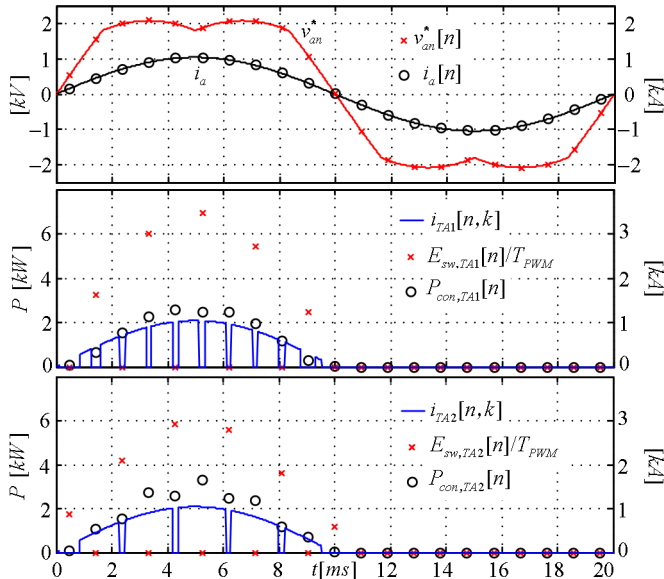 2
1
0
−1
−2
[kV]
v*an
ia
v*an[n]
ia[n]
2
1
0
−1
−2
[kA]
6
4
2
0
P [kW]
iTA1[n,k]
Esw,TA1[n]/TPWM
Pcon,TA1[n]
3
2
1
0
[kA]
6
4
2
0
P [kW]
iTA2[n,k]
Esw,TA2[n]/TPWM
Pcon,TA2[n]
3
2
1
0
[kA]
0 2 4 6 8 t[ms] 10 12 14 16 18 20